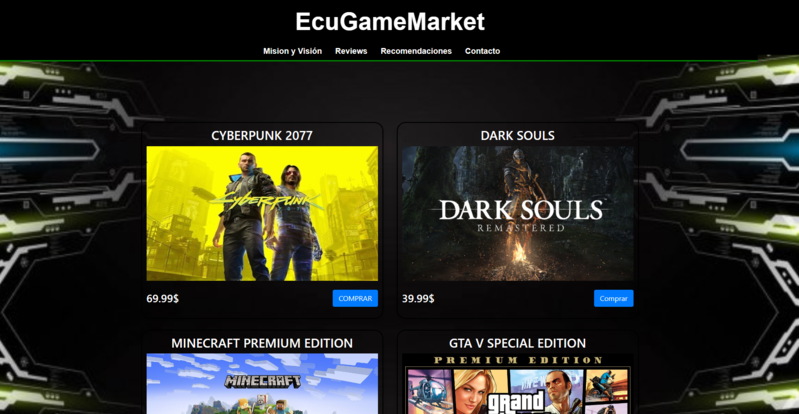 EcuGameMarket
Mision y Visión Reviews Recomendaciones Contacto
CYBERPUNK 2077
Cyberpunk
69.99$ COMPRAR
DARK SOULS
DARK SOULS
REMASTERED
39.99$ Comprar
MINECRAFT PREMIUM EDITION
MINECRAFT
GTA V SPECIAL EDITION
PREMIUM EDITION
grand